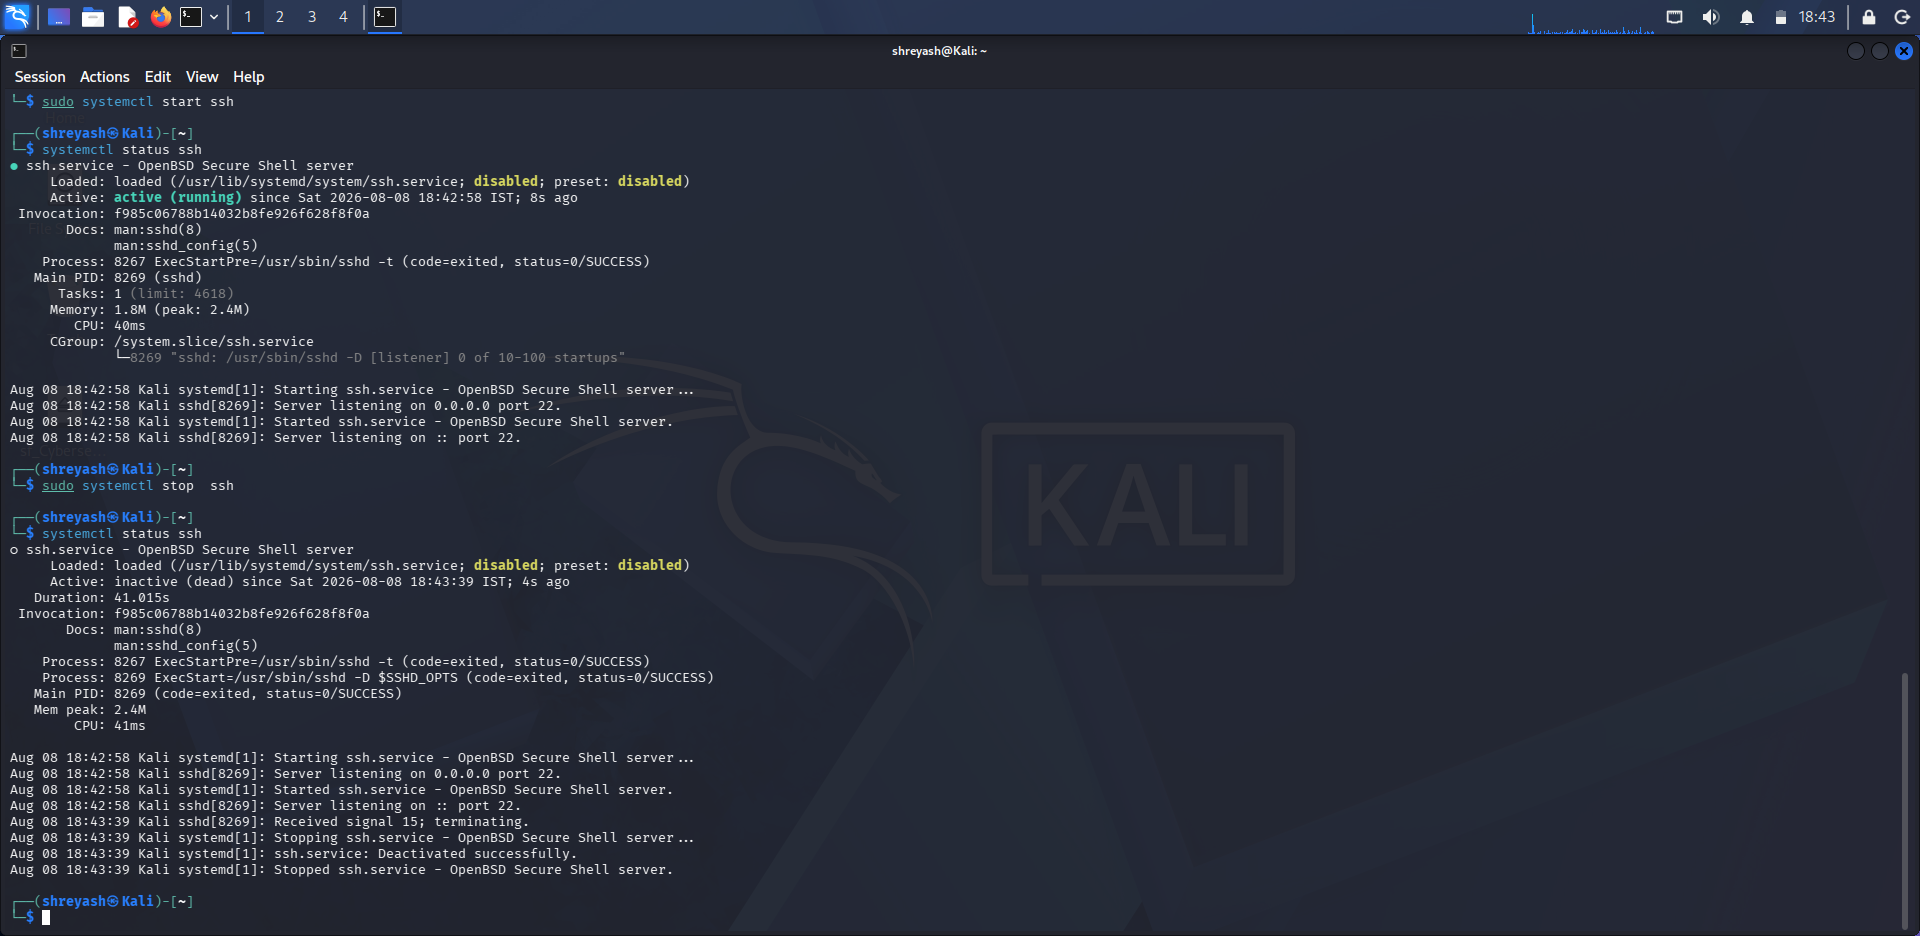 1 2 3 4 18:43
shreyash@Kali: ~
Session Actions Edit View Help
└─$ sudo systemctl start ssh
Home
┌──(shreyash㉿Kali)-[~]
└─$ systemctl status ssh
● ssh.service - OpenBSD Secure Shell server
Loaded: loaded (/usr/lib/systemd/system/ssh.service; disabled; preset: disabled)
Active: active (running) since Sat 2026-08-08 18:42:58 IST; 8s ago
Invocation: f985c06788b14032b8fe926f628f8f0a
Docs: man:sshd(8)
man:sshd_config(5)
Process: 8267 ExecStartPre=/usr/sbin/sshd -t (code=exited, status=0/SUCCESS)
Main PID: 8269 (sshd)
Tasks: 1 (limit: 4618)
Memory: 1.8M (peak: 2.4M)
CPU: 40ms
CGroup: /system.slice/ssh.service
└─8269 "sshd: /usr/sbin/sshd -D [listener] 0 of 10-100 startups"
Aug 08 18:42:58 Kali systemd[1]: Starting ssh.service - OpenBSD Secure Shell server...
Aug 08 18:42:58 Kali sshd[8269]: Server listening on 0.0.0.0 port 22.
Aug 08 18:42:58 Kali systemd[1]: Started ssh.service - OpenBSD Secure Shell server.
Aug 08 18:42:58 Kali sshd[8269]: Server listening on :: port 22.
sf_Cyberse...
┌──(shreyash㉿Kali)-[~]
└─$ sudo systemctl stop  ssh
KALI
┌──(shreyash㉿Kali)-[~]
└─$ systemctl status ssh
○ ssh.service - OpenBSD Secure Shell server
Loaded: loaded (/usr/lib/systemd/system/ssh.service; disabled; preset: disabled)
Active: inactive (dead) since Sat 2026-08-08 18:43:39 IST; 4s ago
Duration: 41.015s
Invocation: f985c06788b14032b8fe926f628f8f0a
Docs: man:sshd(8)
man:sshd_config(5)
Process: 8267 ExecStartPre=/usr/sbin/sshd -t (code=exited, status=0/SUCCESS)
Process: 8269 ExecStart=/usr/sbin/sshd -D $SSHD_OPTS (code=exited, status=0/SUCCESS)
Main PID: 8269 (code=exited, status=0/SUCCESS)
Mem peak: 2.4M
CPU: 41ms
Aug 08 18:42:58 Kali systemd[1]: Starting ssh.service - OpenBSD Secure Shell server...
Aug 08 18:42:58 Kali sshd[8269]: Server listening on 0.0.0.0 port 22.
Aug 08 18:42:58 Kali systemd[1]: Started ssh.service - OpenBSD Secure Shell server.
Aug 08 18:42:58 Kali sshd[8269]: Server listening on :: port 22.
Aug 08 18:43:39 Kali sshd[8269]: Received signal 15; terminating.
Aug 08 18:43:39 Kali systemd[1]: Stopping ssh.service - OpenBSD Secure Shell server...
Aug 08 18:43:39 Kali systemd[1]: ssh.service: Deactivated successfully.
Aug 08 18:43:39 Kali systemd[1]: Stopped ssh.service - OpenBSD Secure Shell server.
┌──(shreyash㉿Kali)-[~]
└─$